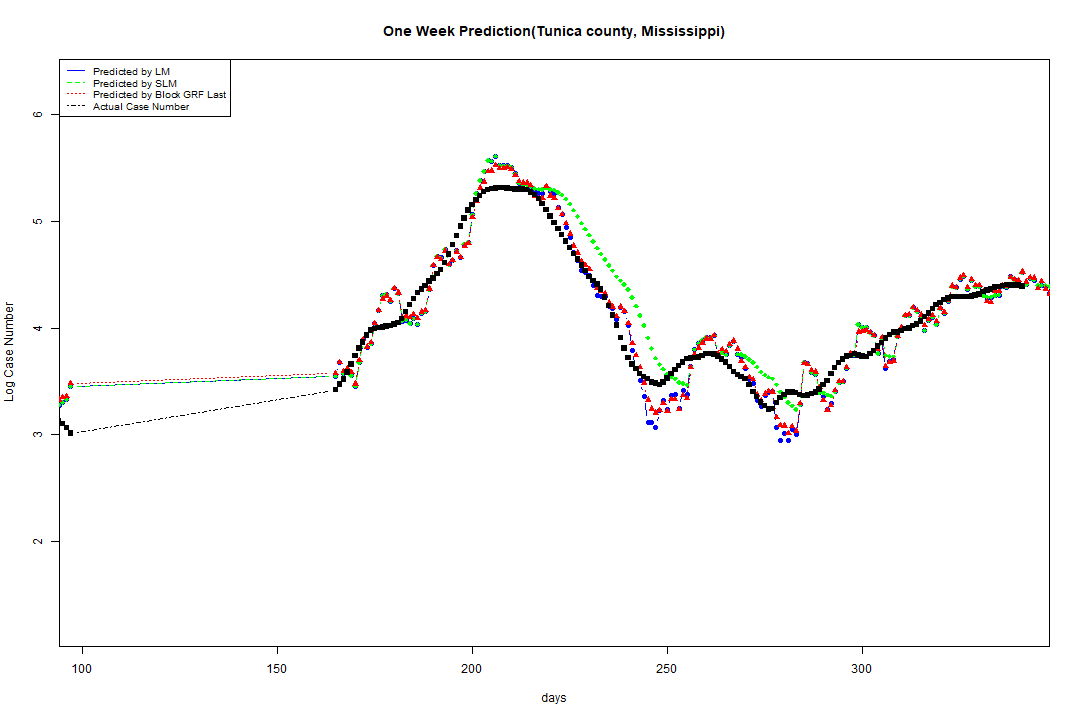 One Week Prediction(Tunica county, Mississippi)
Predicted by LM
Predicted by SLM
Predicted by Block GRF Last
Actual Case Number
6
5
4
3
2
Log Case Number
100 150 200 250 300
days